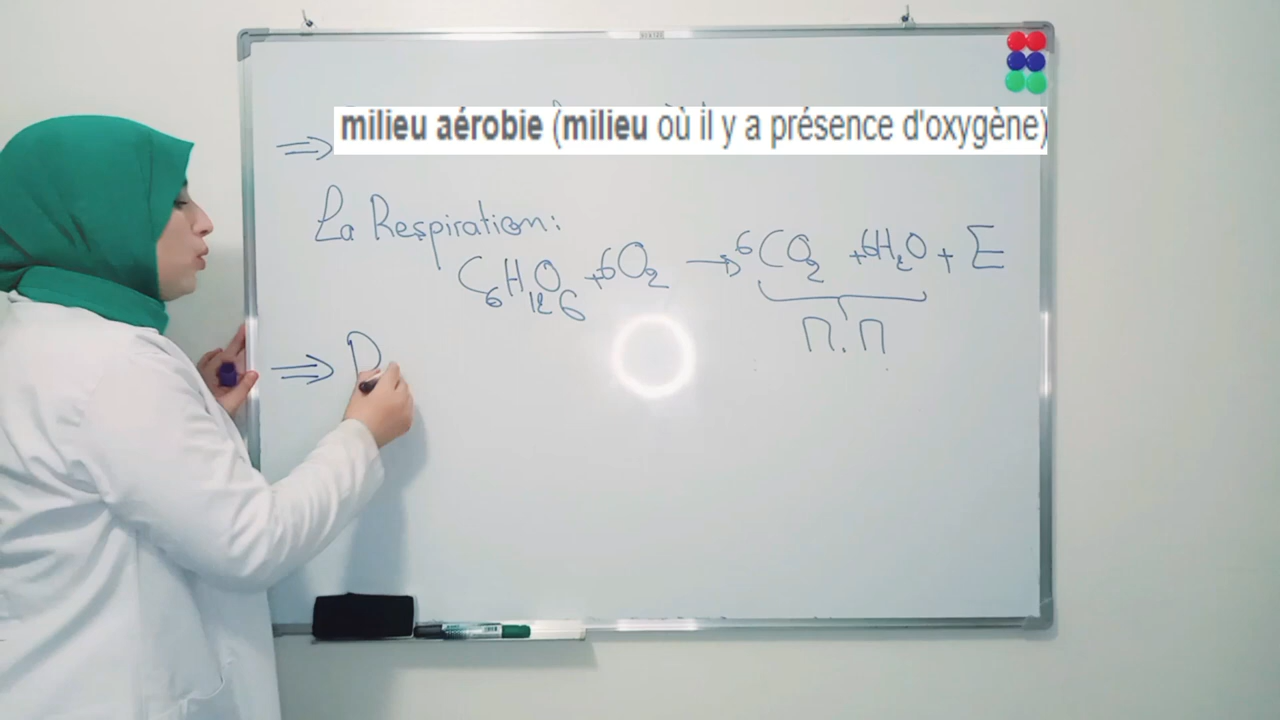 ⇒ milieu aérobie (milieu où il y a présence d'oxygène)
La Respiration:
C₆H₁₂O₆ + 6O₂ → 6CO₂ + 6H₂O + E
⇒ D